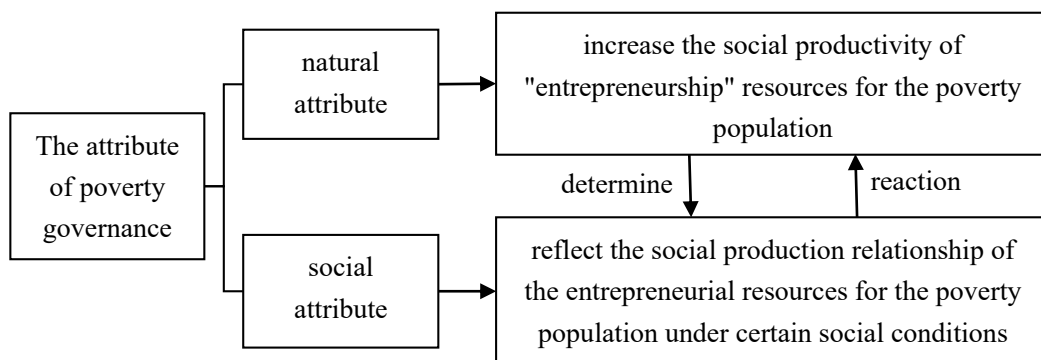 The attribute
of poverty
governance
natural
attribute
increase the social productivity of
"entrepreneurship" resources for the poverty
population
determine
reaction
social
attribute
reflect the social production relationship of
the entrepreneurial resources for the poverty
population under certain social conditions